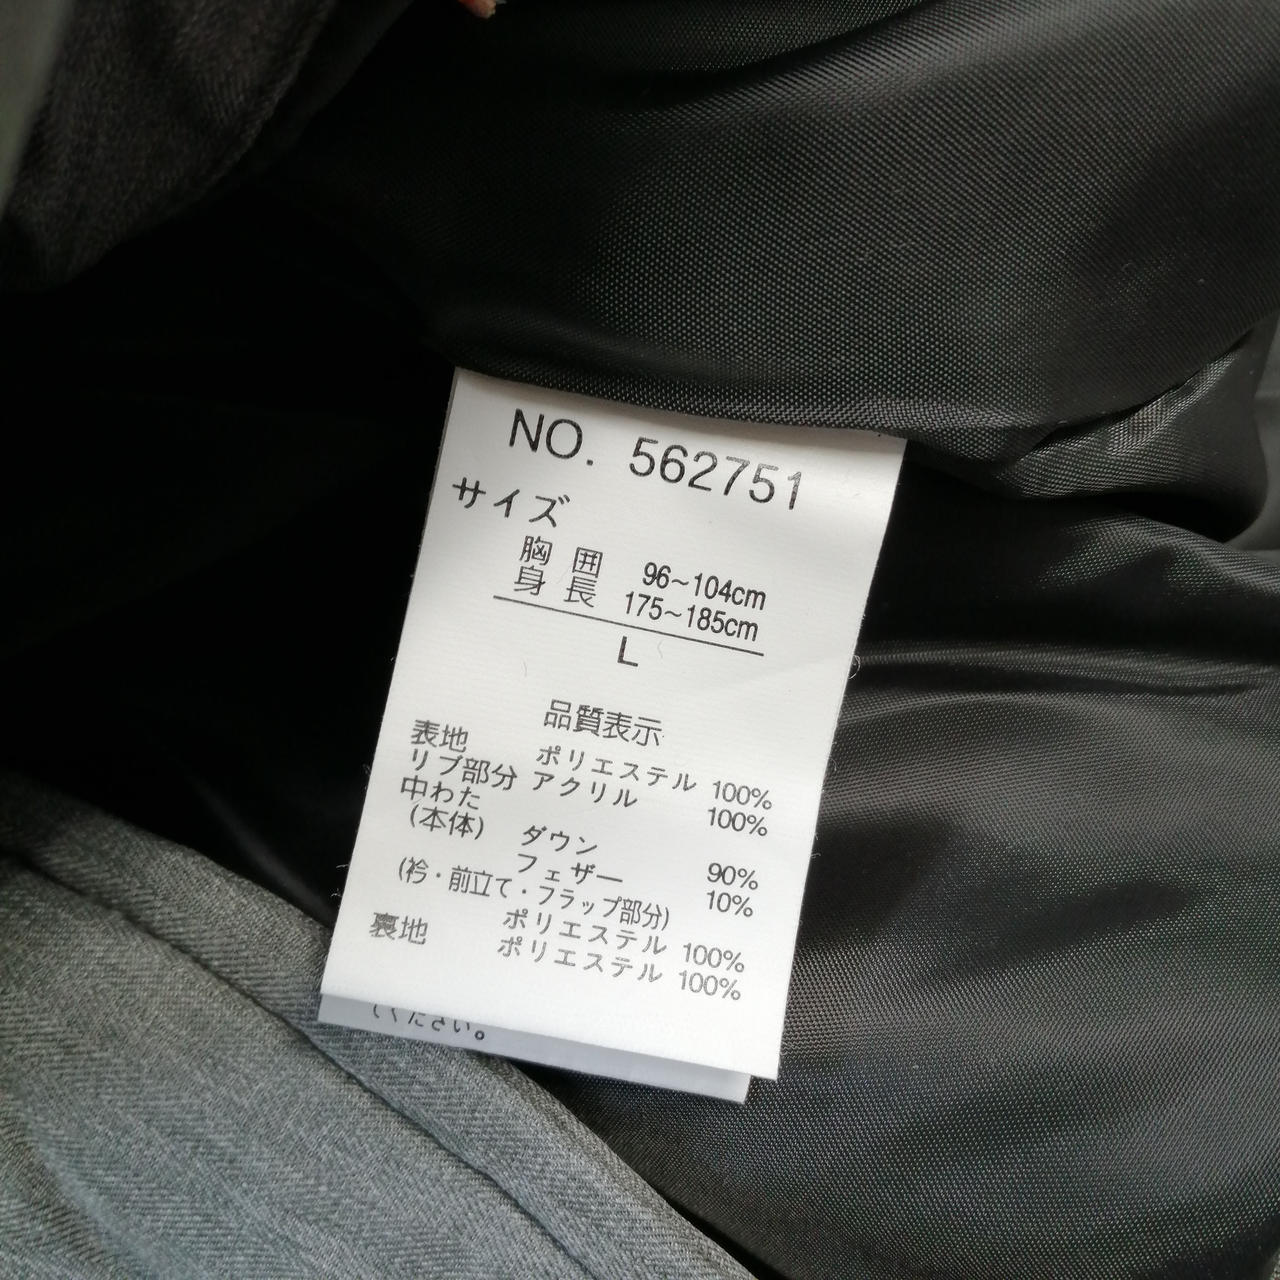 NO. 562751
サイズ
胸囲 96~104cm
身長 175~185cm
L
品質表示
表地 ポリエステル 100%
リブ部分 アクリル 100%
中わた
(本体) ダウン 90%
フェザー 10%
(衿・前立て・フラップ部分)
ポリエステル 100%
裏地 ポリエステル 100%
てください。